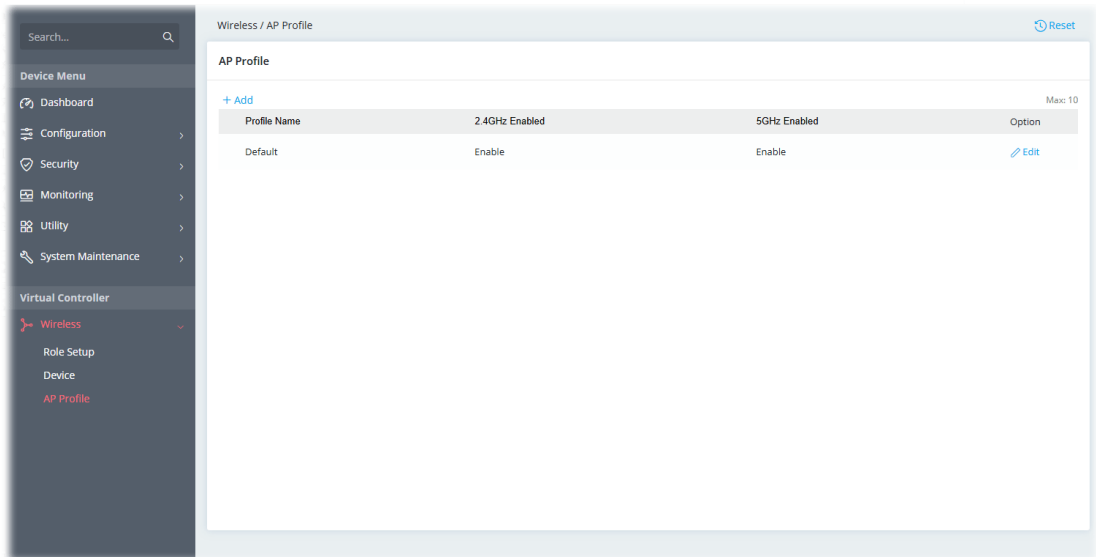 Search...
Wireless / AP Profile
Reset
Device Menu
Dashboard
Configuration
Security
Monitoring
Utility
System Maintenance
Virtual Controller
Wireless
Role Setup
Device
AP Profile
AP Profile
+ Add
Max: 10
Profile Name 2.4GHz Enabled 5GHz Enabled Option
Default Enable Enable Edit